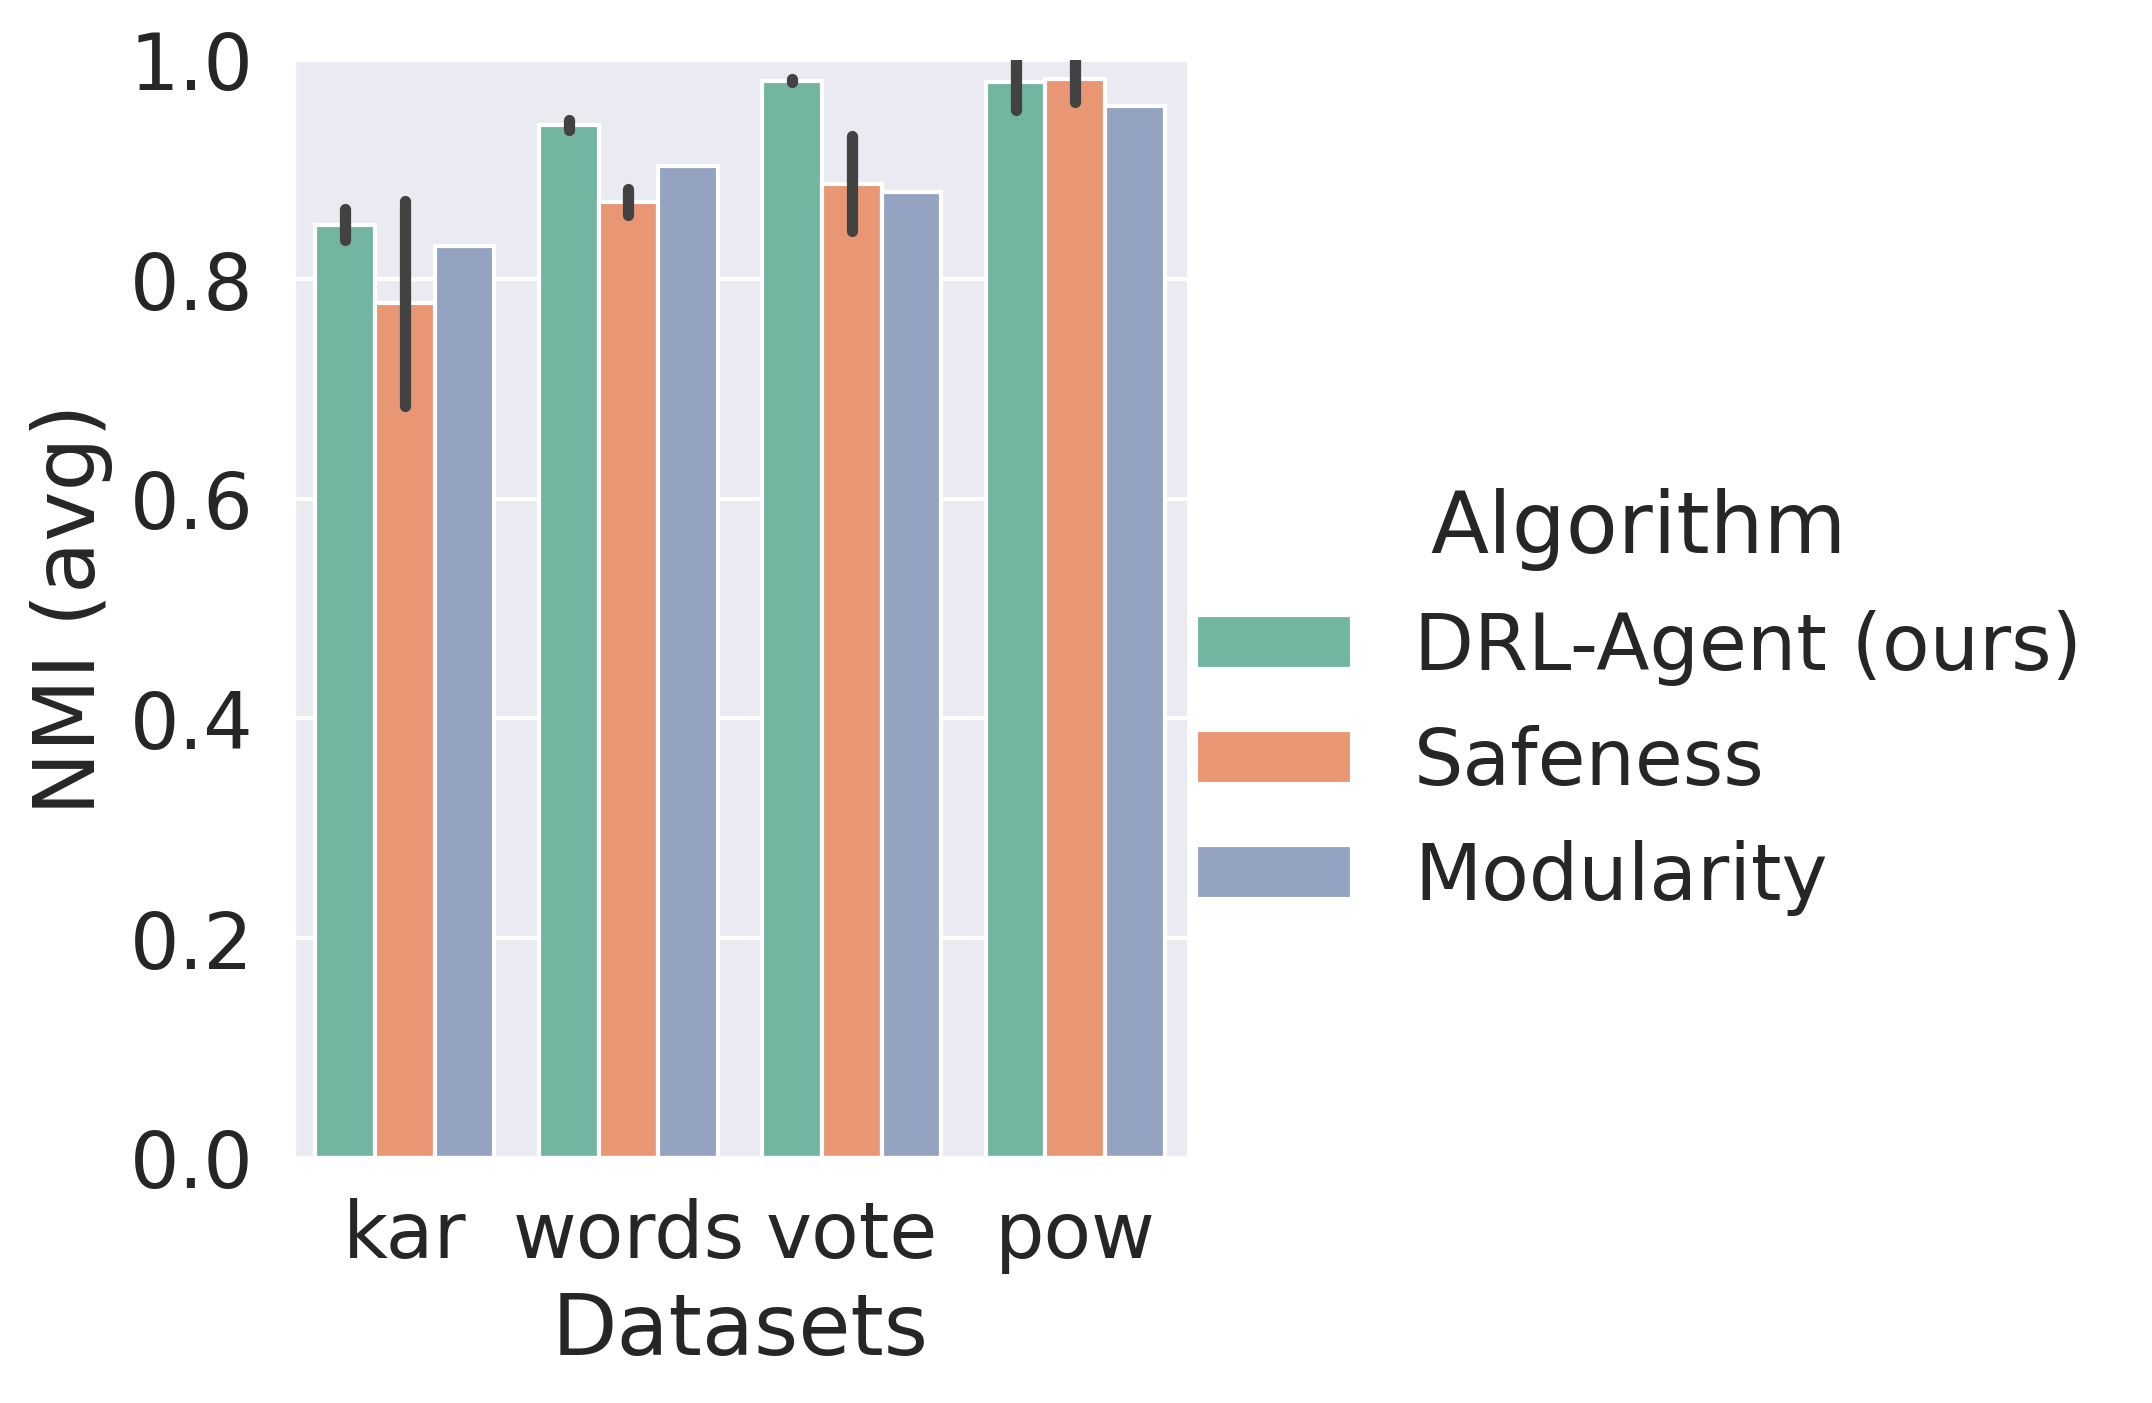 1.0
0.8
0.6
0.4
0.2
0.0
NMI (avg)
kar words vote pow
Datasets
Algorithm
DRL-Agent (ours)
Safeness
Modularity